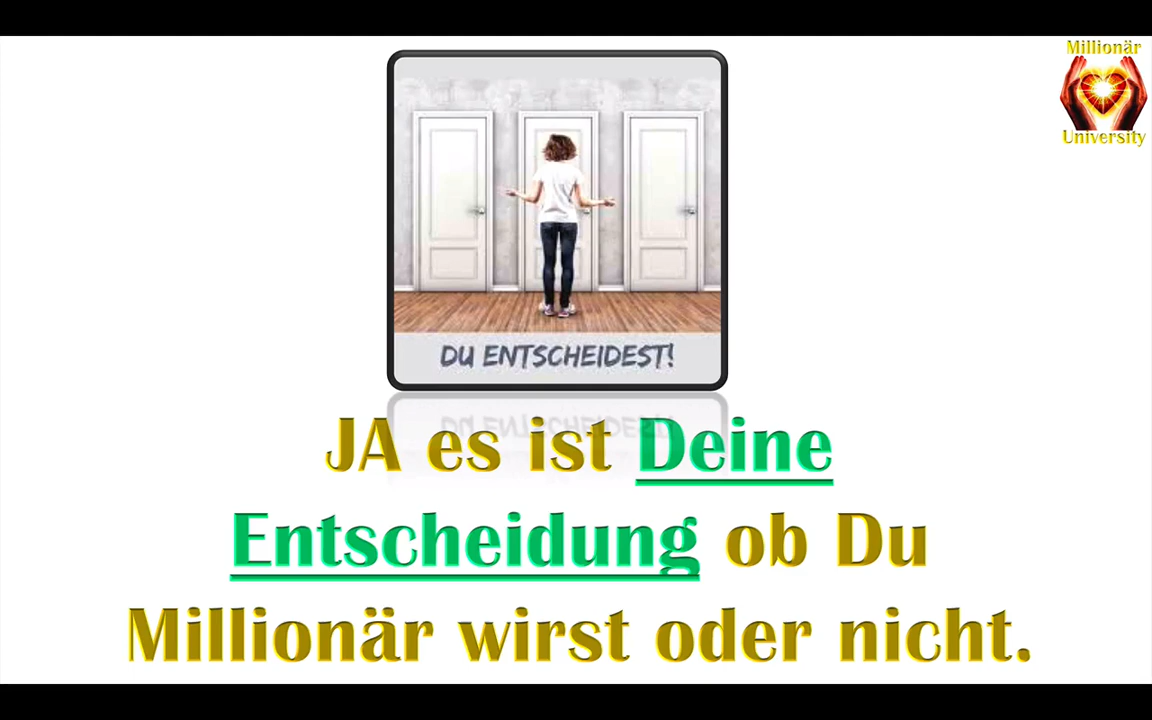 Millionär
University
DU ENTSCHEIDEST!
JA es ist Deine
Entscheidung ob Du
Millionär wirst oder nicht.